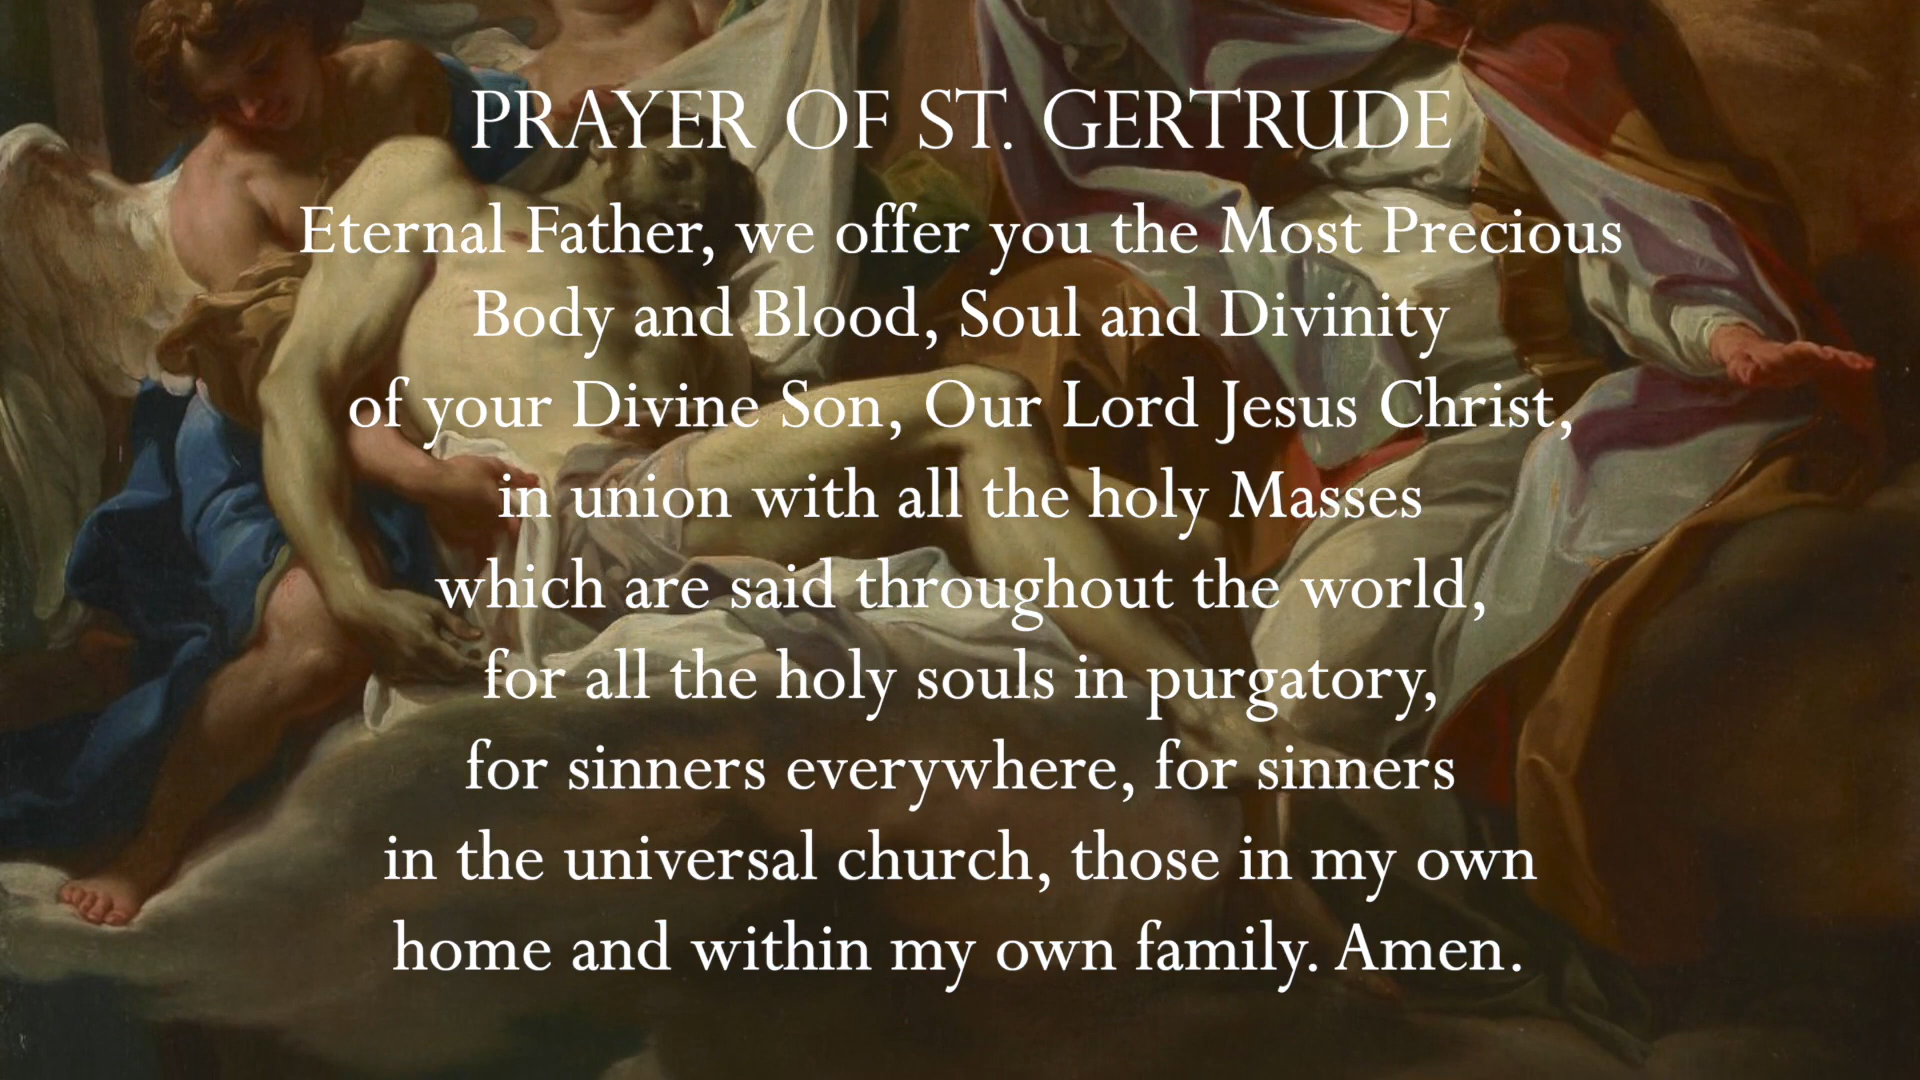 PRAYER OF ST. GERTRUDE
Eternal Father, we offer you the Most Precious
Body and Blood, Soul and Divinity
of your Divine Son, Our Lord Jesus Christ,
in union with all the holy Masses
which are said throughout the world,
for all the holy souls in purgatory,
for sinners everywhere, for sinners
in the universal church, those in my own
home and within my own family. Amen.